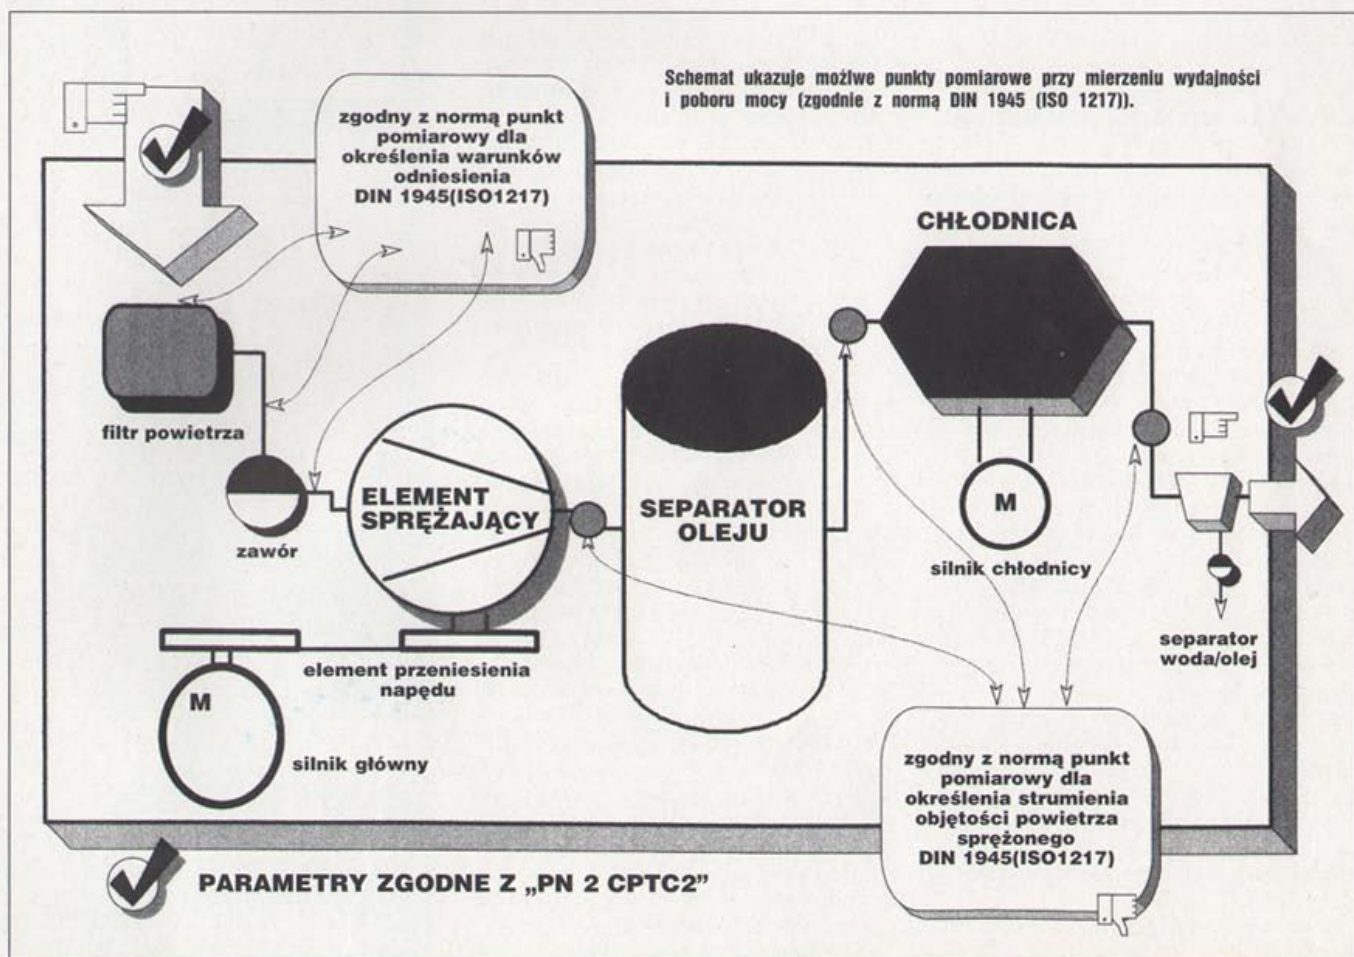 Schemat ukazuje możlwe punkty pomiarowe przy mierzeniu wydajności
i poboru mocy (zgodnie z normą DIN 1945 (ISO 1217)).
zgodny z normą punkt
pomiarowy dla
określenia warunków
odniesienia
DIN 1945(ISO1217)
CHŁODNICA
filtr powietrza
zawór
ELEMENT
SPRĘŻAJĄCY
SEPARATOR
OLEJU
M
silnik chłodnicy
separator
woda/olej
element przeniesienia
napędu
M
silnik główny
zgodny z normą punkt
pomiarowy dla
określenia strumienia
objętości powietrza
sprężonego
DIN 1945(ISO1217)
PARAMETRY ZGODNE Z „PN 2 CPTC2”